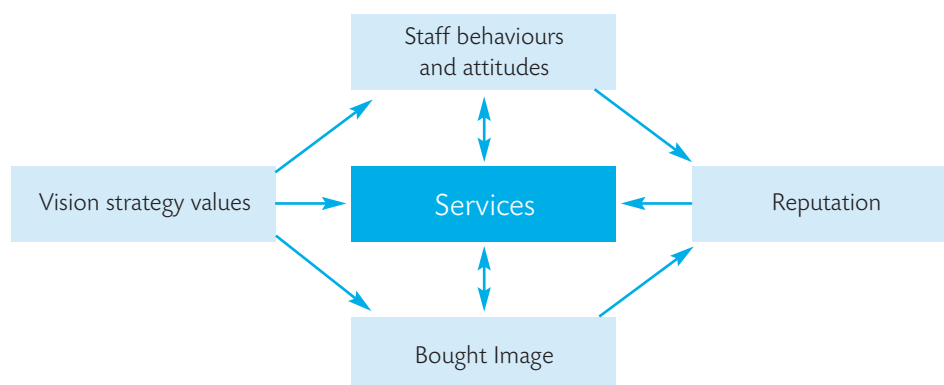 Staff behaviours
and attitudes
Vision strategy values
Services
Reputation
Bought Image